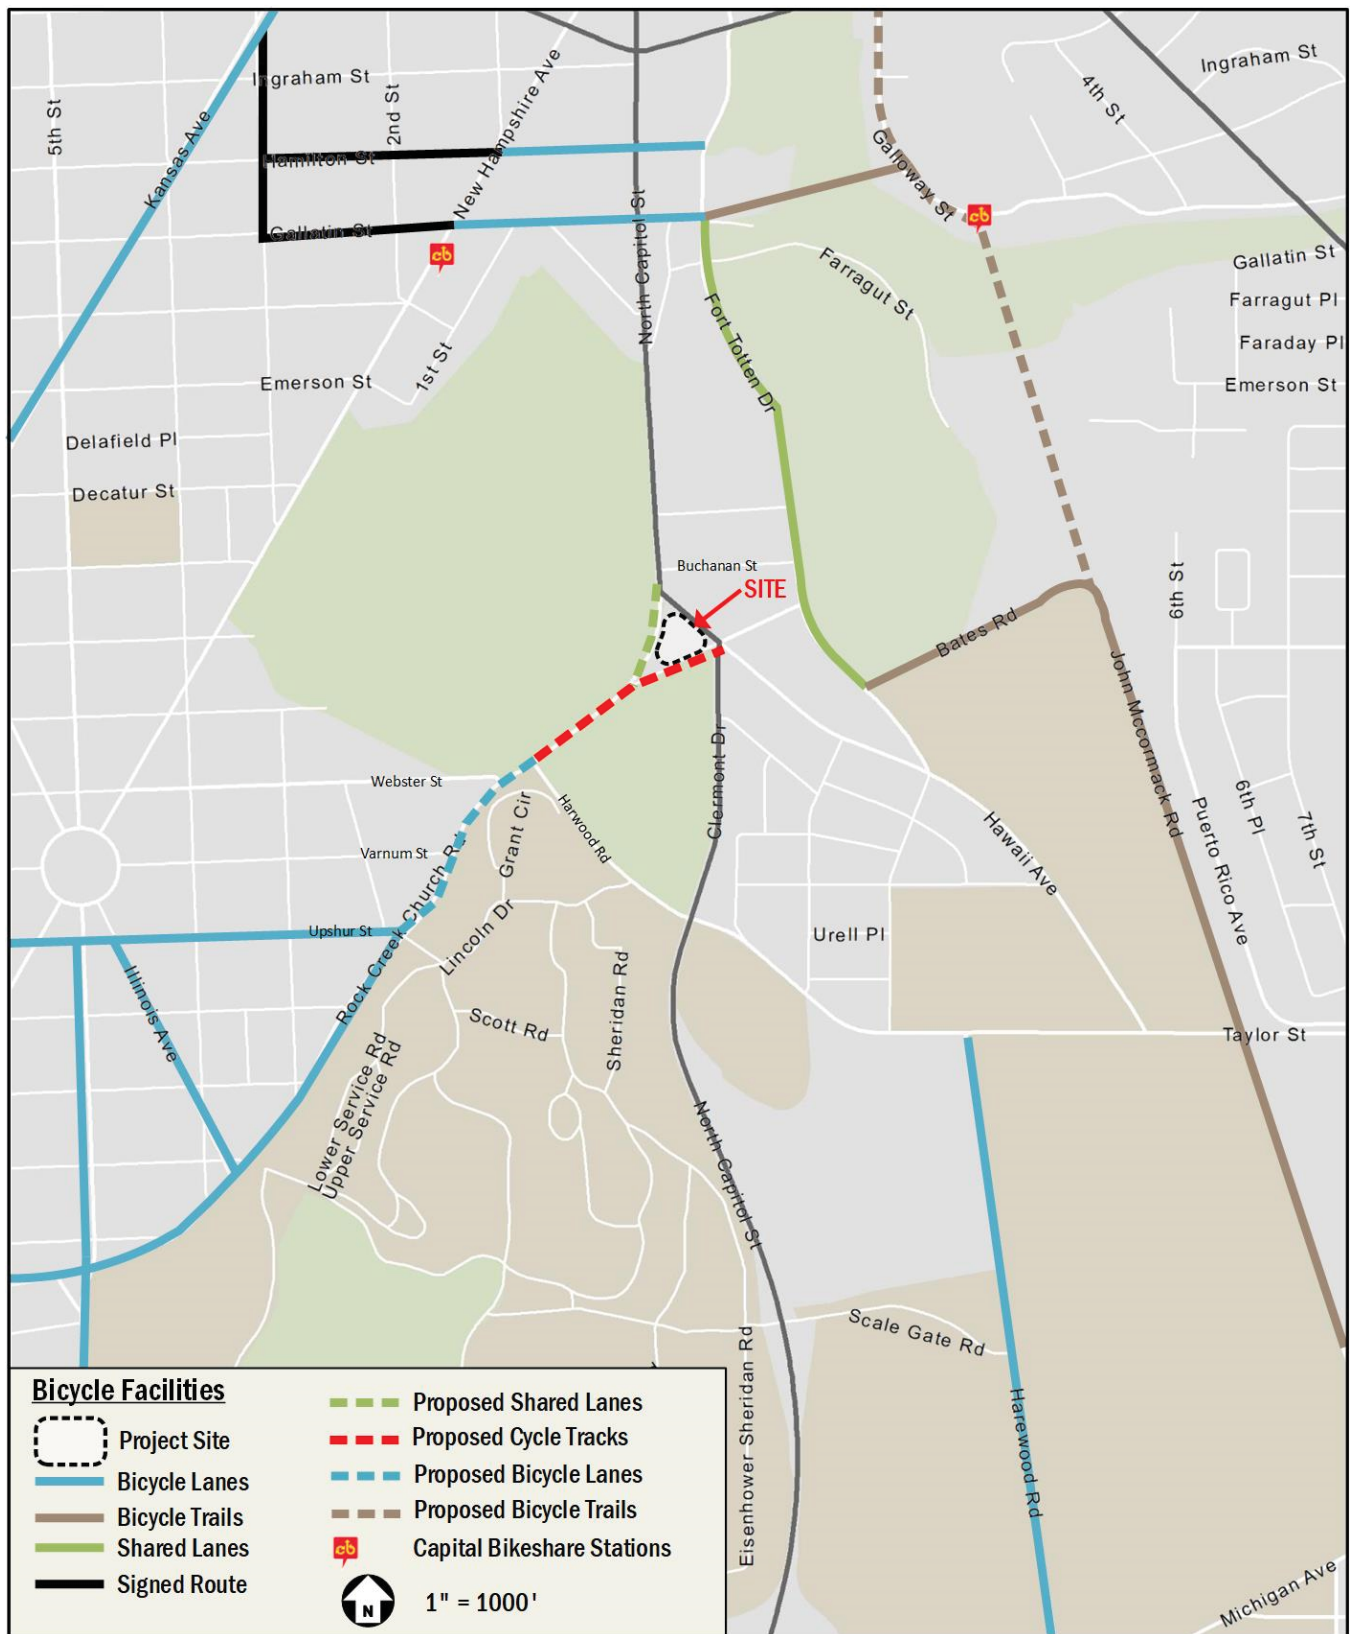 Ingraham St
Ingraham St
5th St
Kansas Ave
2nd St
New Hampshire Ave
4th St
Hamilton St
Galloway St
cb
Gallatin St
cb
North Capitol St
Farragut St
Gallatin St
Farragut Pl
Faraday Pl
Emerson St
Fort Totten Dr
1st St
Emerson St
Delafield Pl
Decatur St
Buchanan St
SITE
6th St
Bates Rd
John Mccormack Rd
Clermont Dr
Webster St
Grant Cir
Harwood Rd
Varnum St
Rock Creek Church Rd
Hawaii Ave
Puerto Rico Ave
6th Pl
7th St
Upshur St
Lincoln Dr
Urell Pl
Illinois Ave
Sheridan Rd
Scott Rd
Taylor St
Lower Service Rd
Upper Service Rd
North Capitol St
Scale Gate Rd
Eisenhower Sheridan Rd
Harewood Rd
Michigan Ave
Bicycle Facilities
Project Site
Bicycle Lanes
Bicycle Trails
Shared Lanes
Signed Route
Proposed Shared Lanes
Proposed Cycle Tracks
Proposed Bicycle Lanes
Proposed Bicycle Trails
cb
Capital Bikeshare Stations
N
1" = 1000'